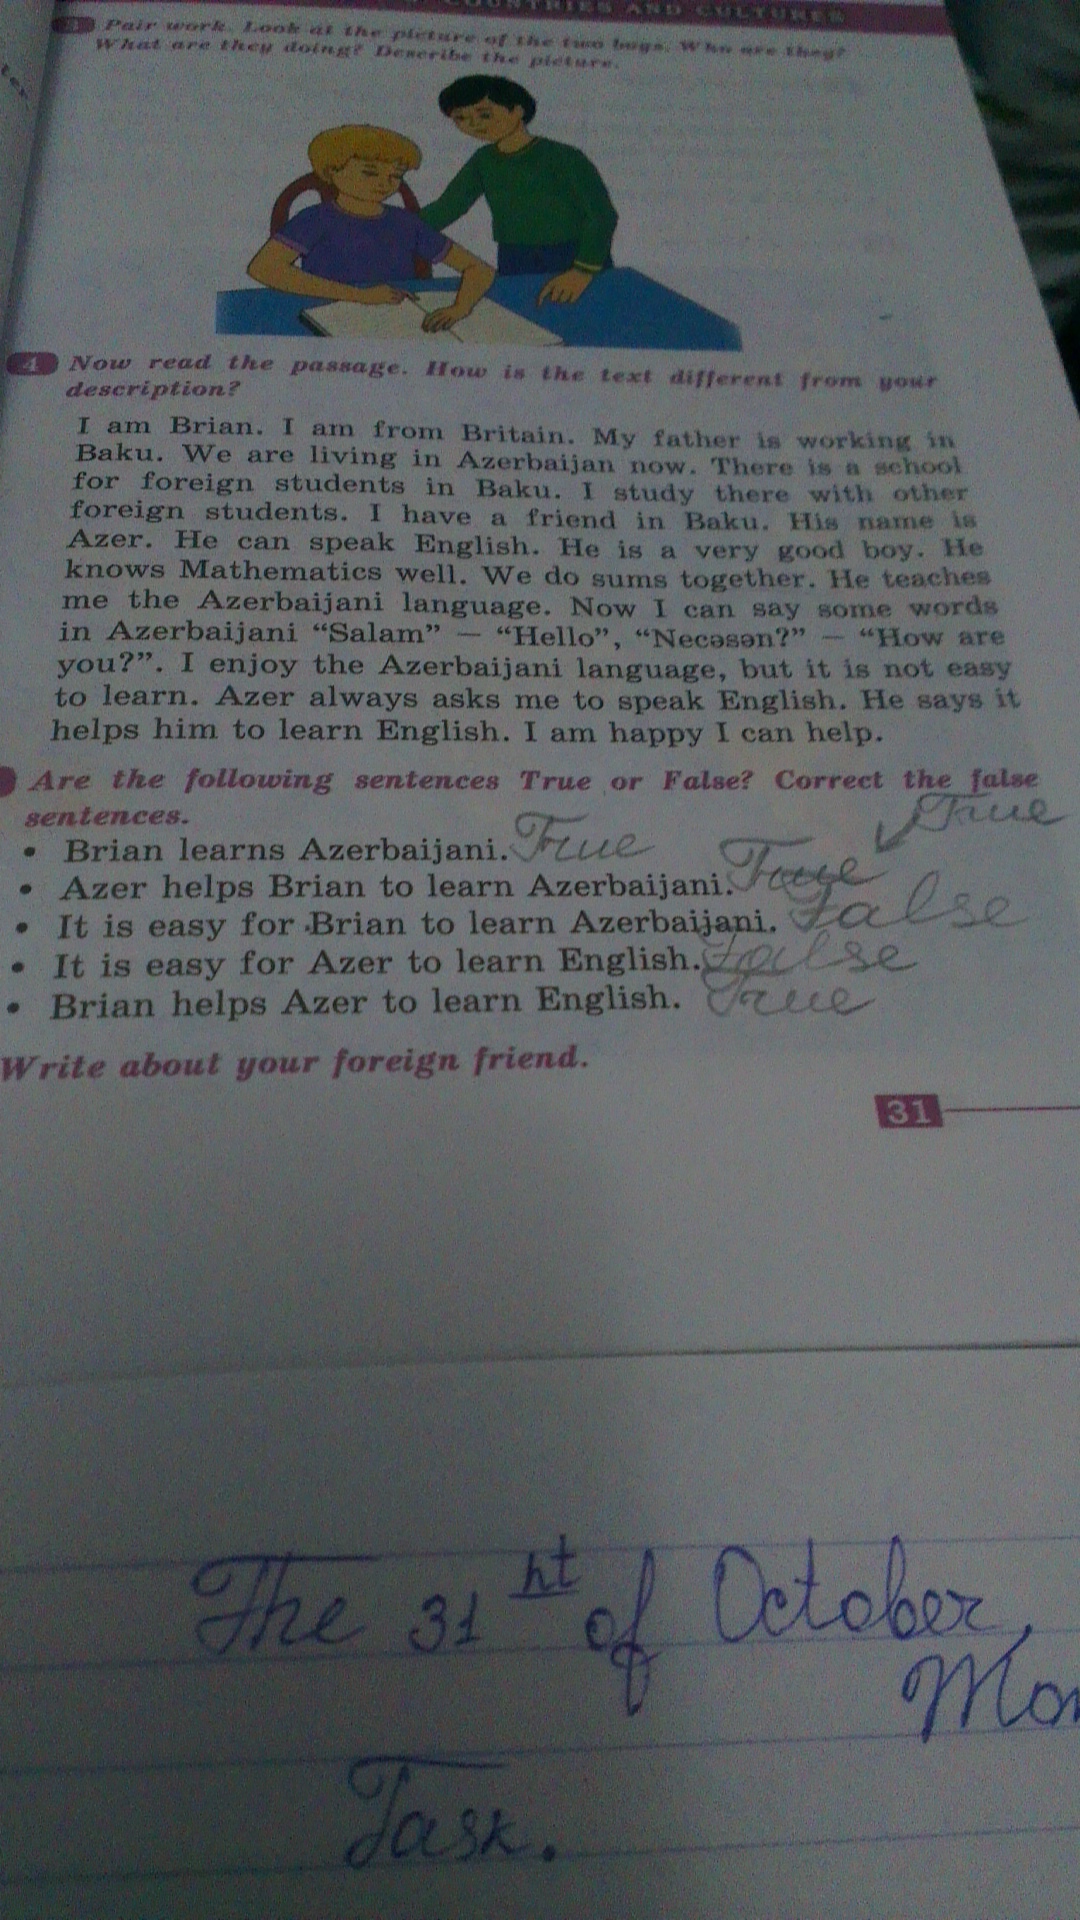 COUNTRIES AND CULTURES
3 Pair work. Look at the picture of the two boys. Who are they?
What are they doing? Describe the picture.
4 Now read the passage. How is the text different from your
description?
I am Brian. I am from Britain. My father is working in
Baku. We are living in Azerbaijan now. There is a school
for foreign students in Baku. I study there with other
foreign students. I have a friend in Baku. His name is
Azer. He can speak English. He is a very good boy. He
knows Mathematics well. We do sums together. He teaches
me the Azerbaijani language. Now I can say some words
in Azerbaijani “Salam” — “Hello”, “Necəsən?” — “How are
you?”. I enjoy the Azerbaijani language, but it is not easy
to learn. Azer always asks me to speak English. He says it
helps him to learn English. I am happy I can help.
Are the following sentences True or False? Correct the false
sentences.
True
• Brian learns Azerbaijani. True
• Azer helps Brian to learn Azerbaijani. True
• It is easy for Brian to learn Azerbaijani. False
• It is easy for Azer to learn English. False
• Brian helps Azer to learn English. True
Write about your foreign friend.
31
The 31 ht of October,
Mon
Task.